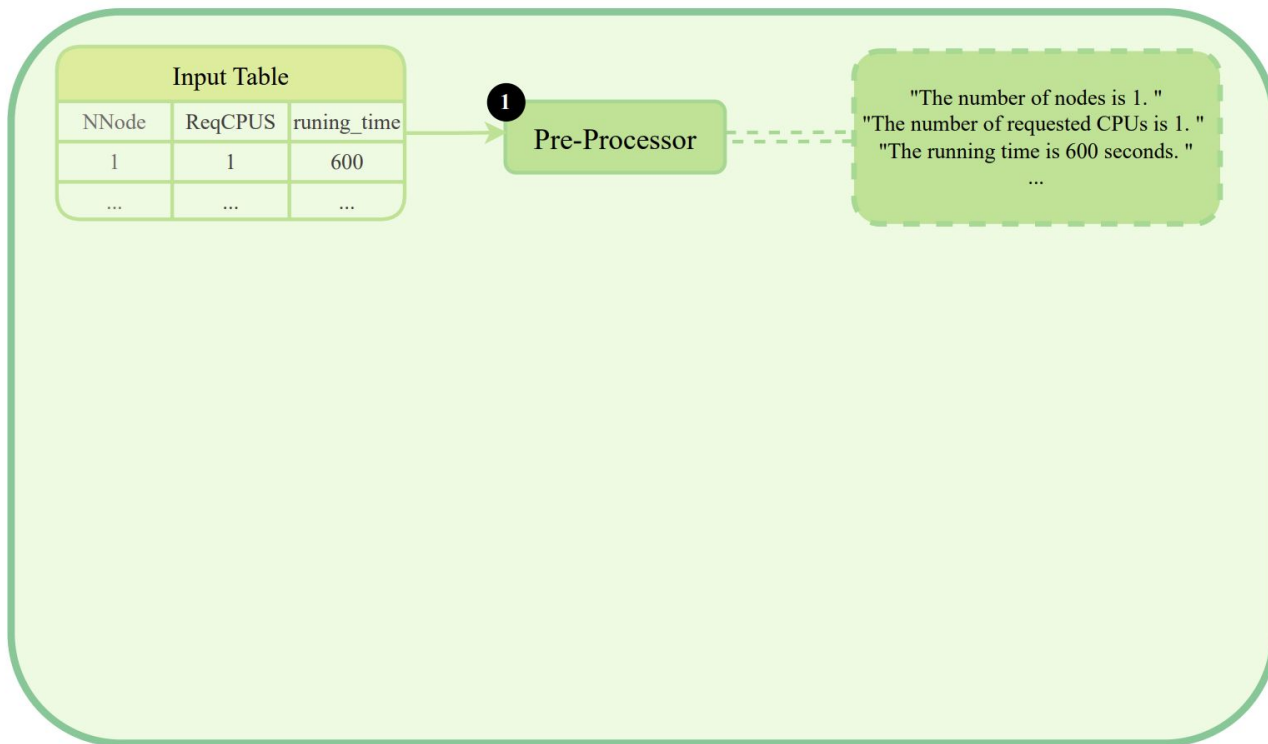 Input Table
NNode ReqCPUS runing_time
1 1 600
... ... ...
1
Pre-Processor
"The number of nodes is 1. "
"The number of requested CPUs is 1. "
"The running time is 600 seconds. "
...